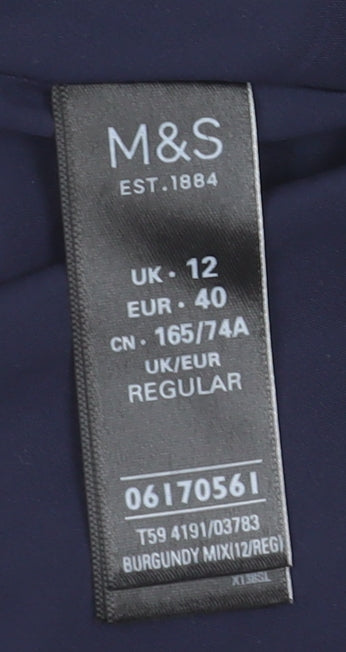 M&S
EST.1884
UK · 12
EUR · 40
CN · 165/74A
UK/EUR
REGULAR
06170561
T59 4191/03783
BURGUNDY MIX(12/REG)